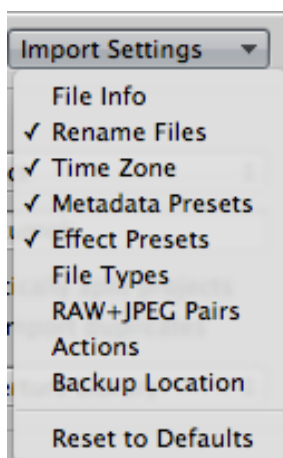 Import Settings
File Info
✓ Rename Files
✓ Time Zone
✓ Metadata Presets
✓ Effect Presets
File Types
RAW+JPEG Pairs
Actions
Backup Location
Reset to Defaults